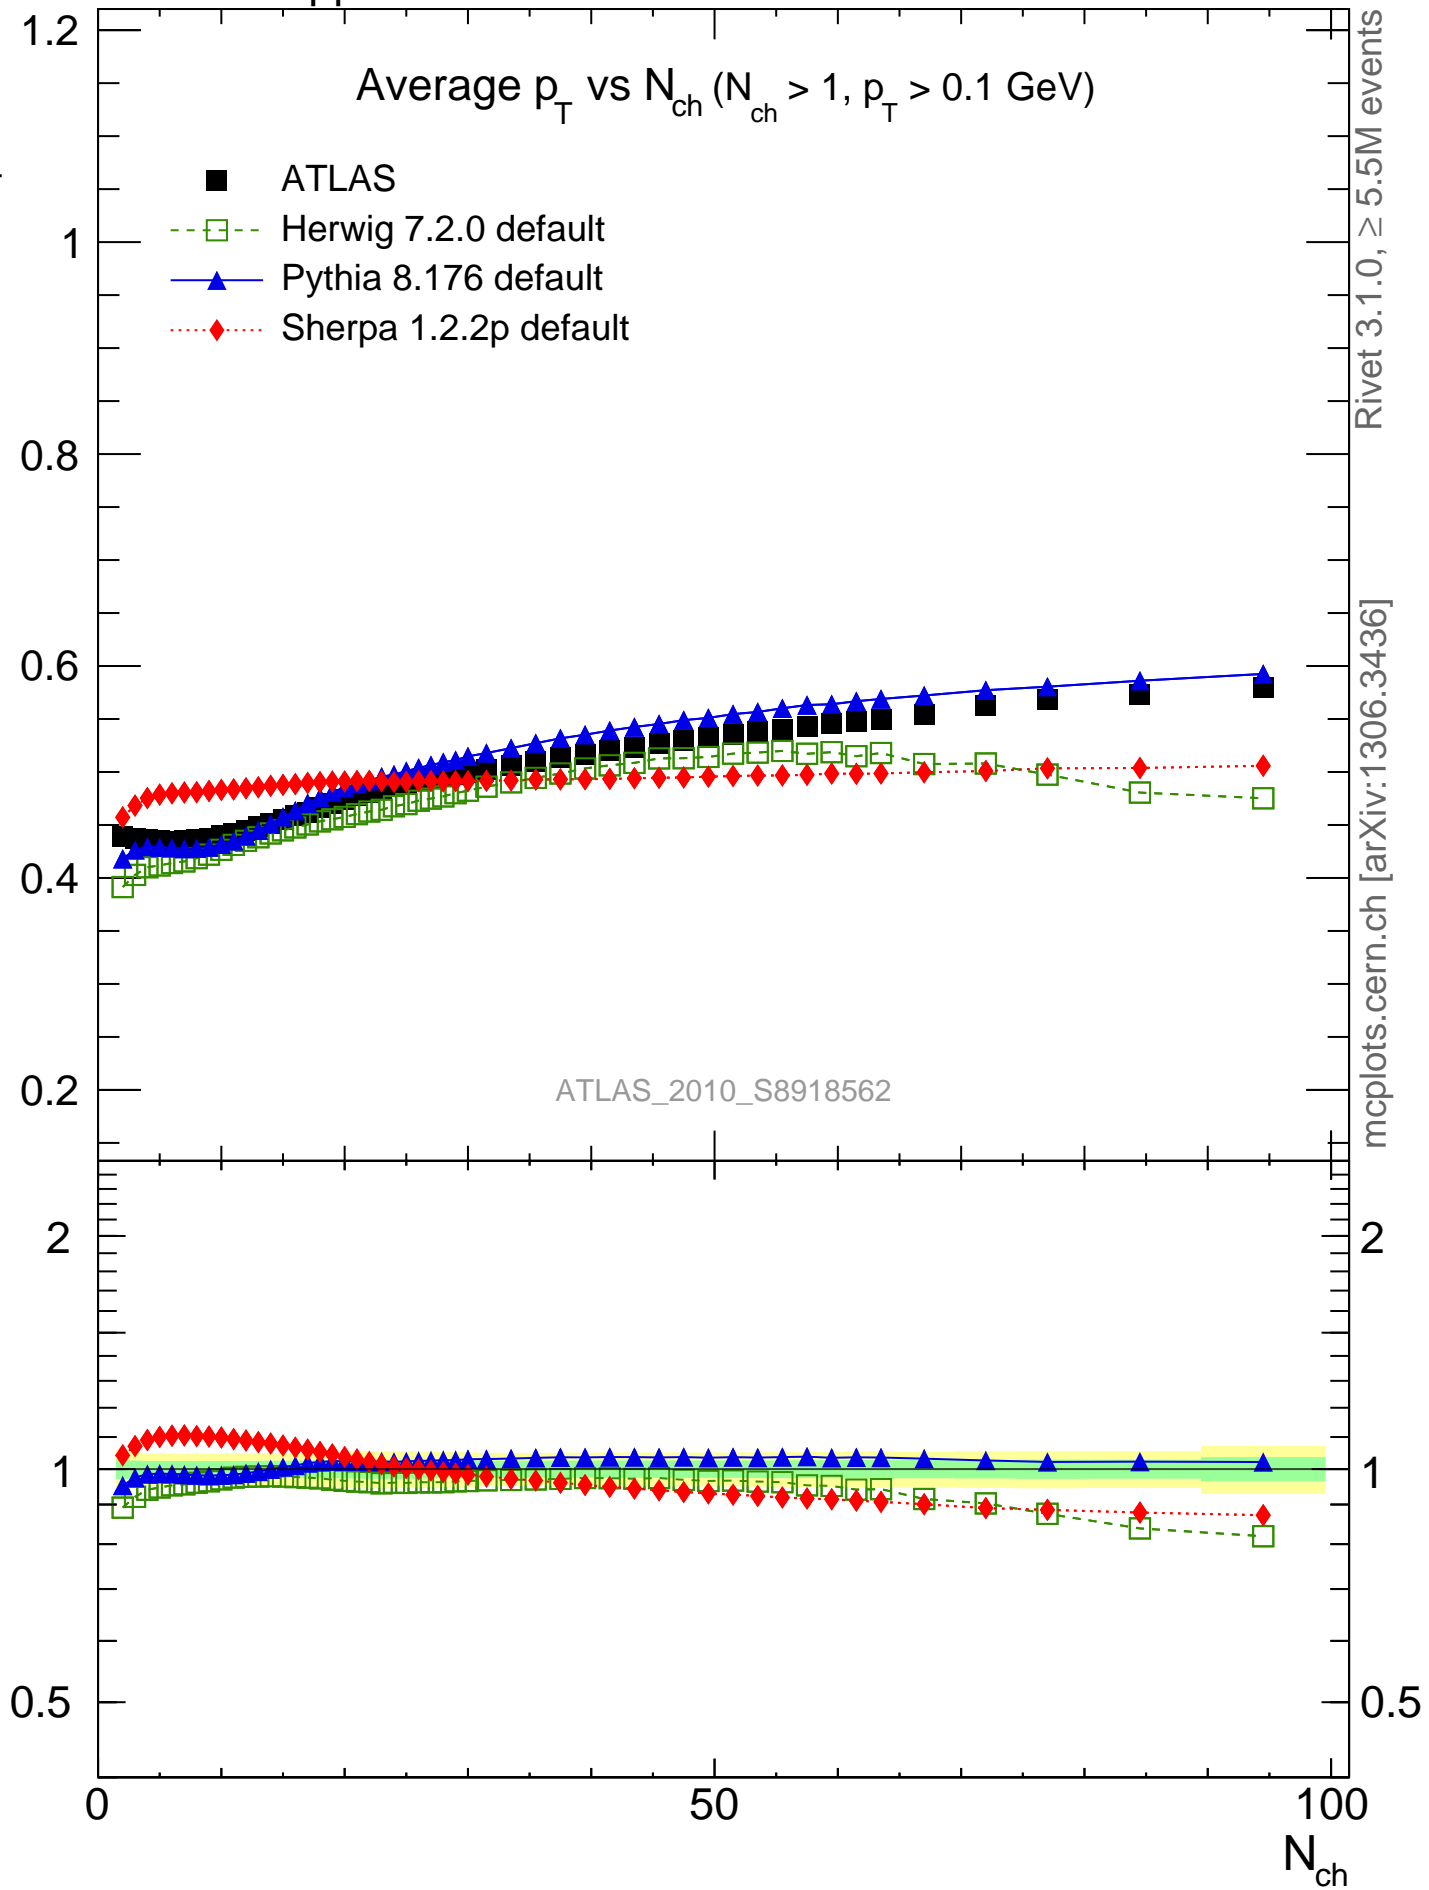 1.2
Average p_T vs N_ch (N_ch > 1, p_T > 0.1 GeV)
ATLAS
Herwig 7.2.0 default
Pythia 8.176 default
Sherpa 1.2.2p default
1
0.8
0.6
0.4
0.2
ATLAS_2010_S8918562
Rivet 3.1.0, ≥ 5.5M events
mcplots.cern.ch [arXiv:1306.3436]
2
2
1
1
0.5
0.5
0
50
100
N_ch